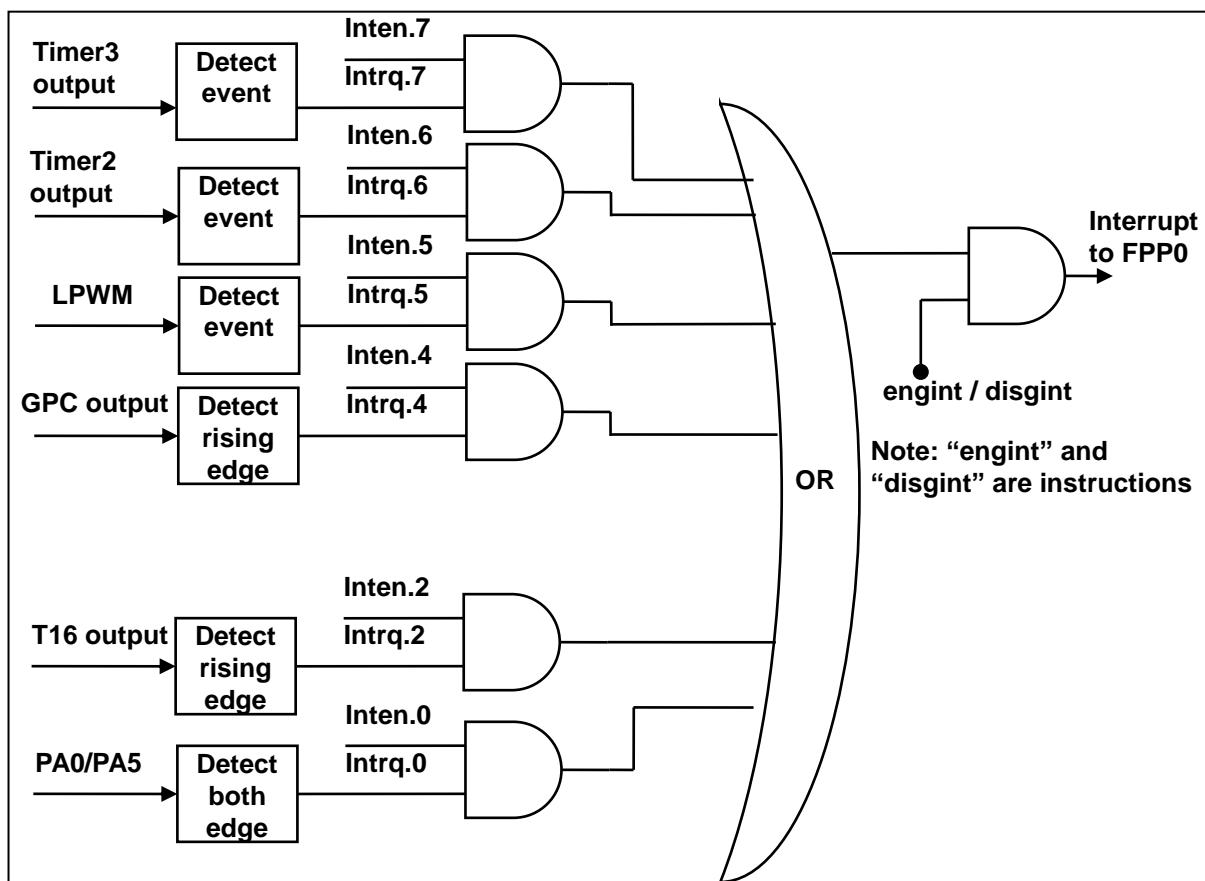 Timer3
output
Detect
event
Inten.7
Intrq.7
Timer2
output
Detect
event
Inten.6
Intrq.6
LPWM
Detect
event
Inten.5
Intrq.5
GPC output
Detect
rising
edge
Inten.4
Intrq.4
T16 output
Detect
rising
edge
Inten.2
Intrq.2
PA0/PA5
Detect
both
edge
Inten.0
Intrq.0
OR
Interrupt
to FPP0
engint / disgint
Note: “engint” and
“disgint” are instructions